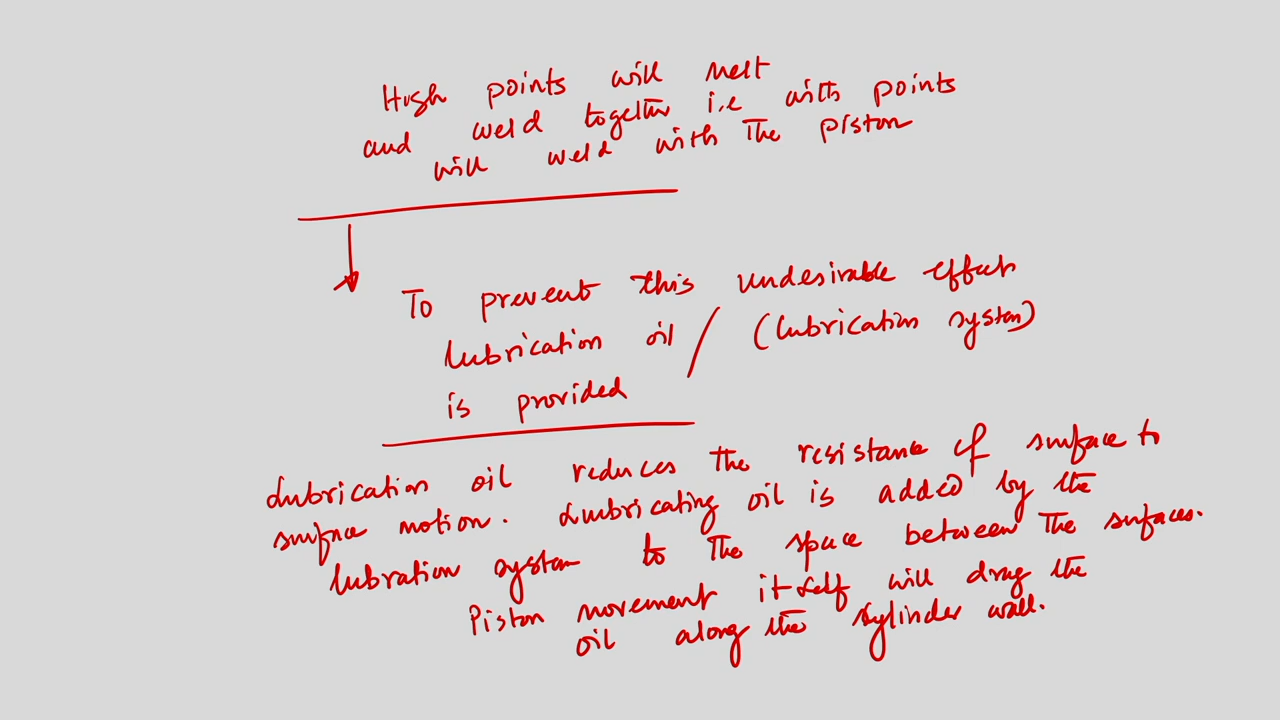 High points will melt
and weld together i.e with points
will weld with the piston
To prevent this undesirable effect
lubrication oil / (lubrication system)
is provided
Lubrication oil reduces the resistance of surface to
surface motion. Lubricating oil is added by the
lubration system to the space between the surfaces.
Piston movement itself will drag the
oil along the cylinder wall.